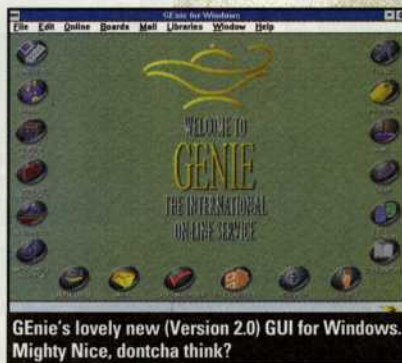 GEnie for Windows
File Edit Online Boards Mail Libraries Window Help
WELCOME TO
GENIE
THE INTERNATIONAL
ON-LINE SERVICE
GEnie's lovely new (Version 2.0) GUI for Windows.
Mighty Nice, dontcha think?